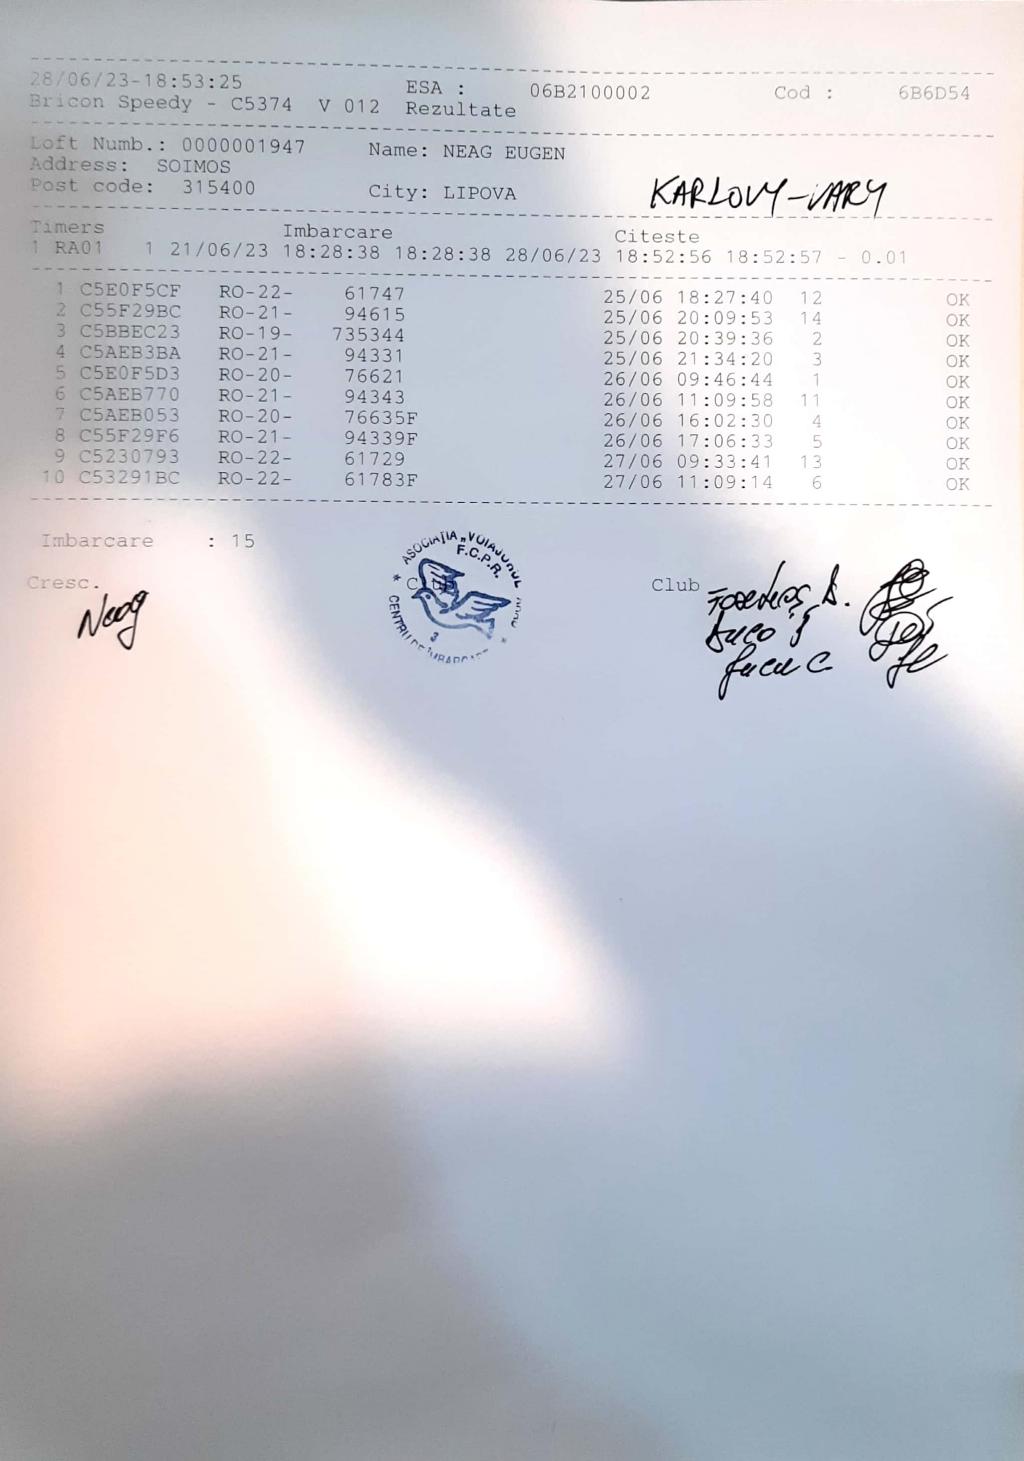 28/06/23-18:53:25 ESA : 06B2100002 Cod : 6B6D54
Bricon Speedy - C5374 V 012 Rezultate
Loft Numb.: 0000001947 Name: NEAG EUGEN
Address: SOIMOS
Post code: 315400 City: LIPOVA
KARLOVY-VARY
Timers Imbarcare Citeste
1 RA01 1 21/06/23 18:28:38 18:28:38 28/06/23 18:52:56 18:52:57 - 0.01
1 C5E0F5CF RO-22- 61747 25/06 18:27:40 12 OK
2 C55F29BC RO-21- 94615 25/06 20:09:53 14 OK
3 C5BBEC23 RO-19- 735344 25/06 20:39:36 2 OK
4 C5AEB3BA RO-21- 94331 25/06 21:34:20 3 OK
5 C5E0F5D3 RO-20- 76621 26/06 09:46:44 1 OK
6 C5AEB770 RO-21- 94343 26/06 11:09:58 11 OK
7 C5AEB053 RO-20- 76635F 26/06 16:02:30 4 OK
8 C55F29F6 RO-21- 94339F 26/06 17:06:33 5 OK
9 C5230793 RO-22- 61729 27/06 09:33:41 13 OK
10 C53291BC RO-22- 61783F 27/06 11:09:14 6 OK
Imbarcare : 15
ASOCIAȚIA „VOIAJORUL
F.C.P.R.
3
CENTRU DE IMBARCARE
Cresc. Club
Neag